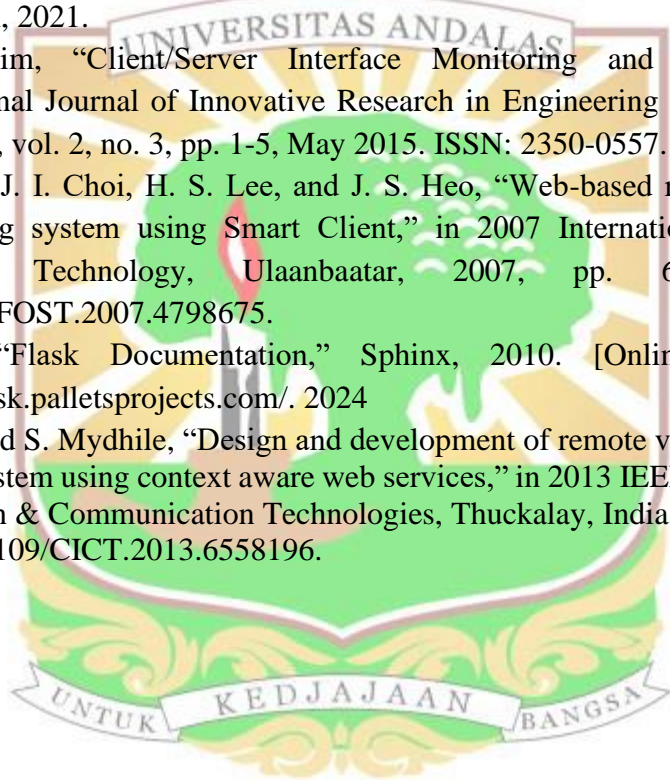 , 2021.
UNIVERSITAS ANDALAS
im, “Client/Server Interface Monitoring and
nal Journal of Innovative Research in Engineering
, vol. 2, no. 3, pp. 1-5, May 2015. ISSN: 2350-0557.
J. I. Choi, H. S. Lee, and J. S. Heo, “Web-based
g system using Smart Client,” in 2007
Technology, Ulaanbaatar, 2007, pp. 6
FOST.2007.4798675.
“Flask Documentation,” Sphinx, 2010. [Onlin
sk.palletsprojects.com/. 2024
d S. Mydhile, “Design and development of remote v
stem using context aware web services,” in 2013 IEEE
n & Communication Technologies, Thuckalay, India
109/CICT.2013.6558196.
UNTUK KEDJAJAAN BANGSA